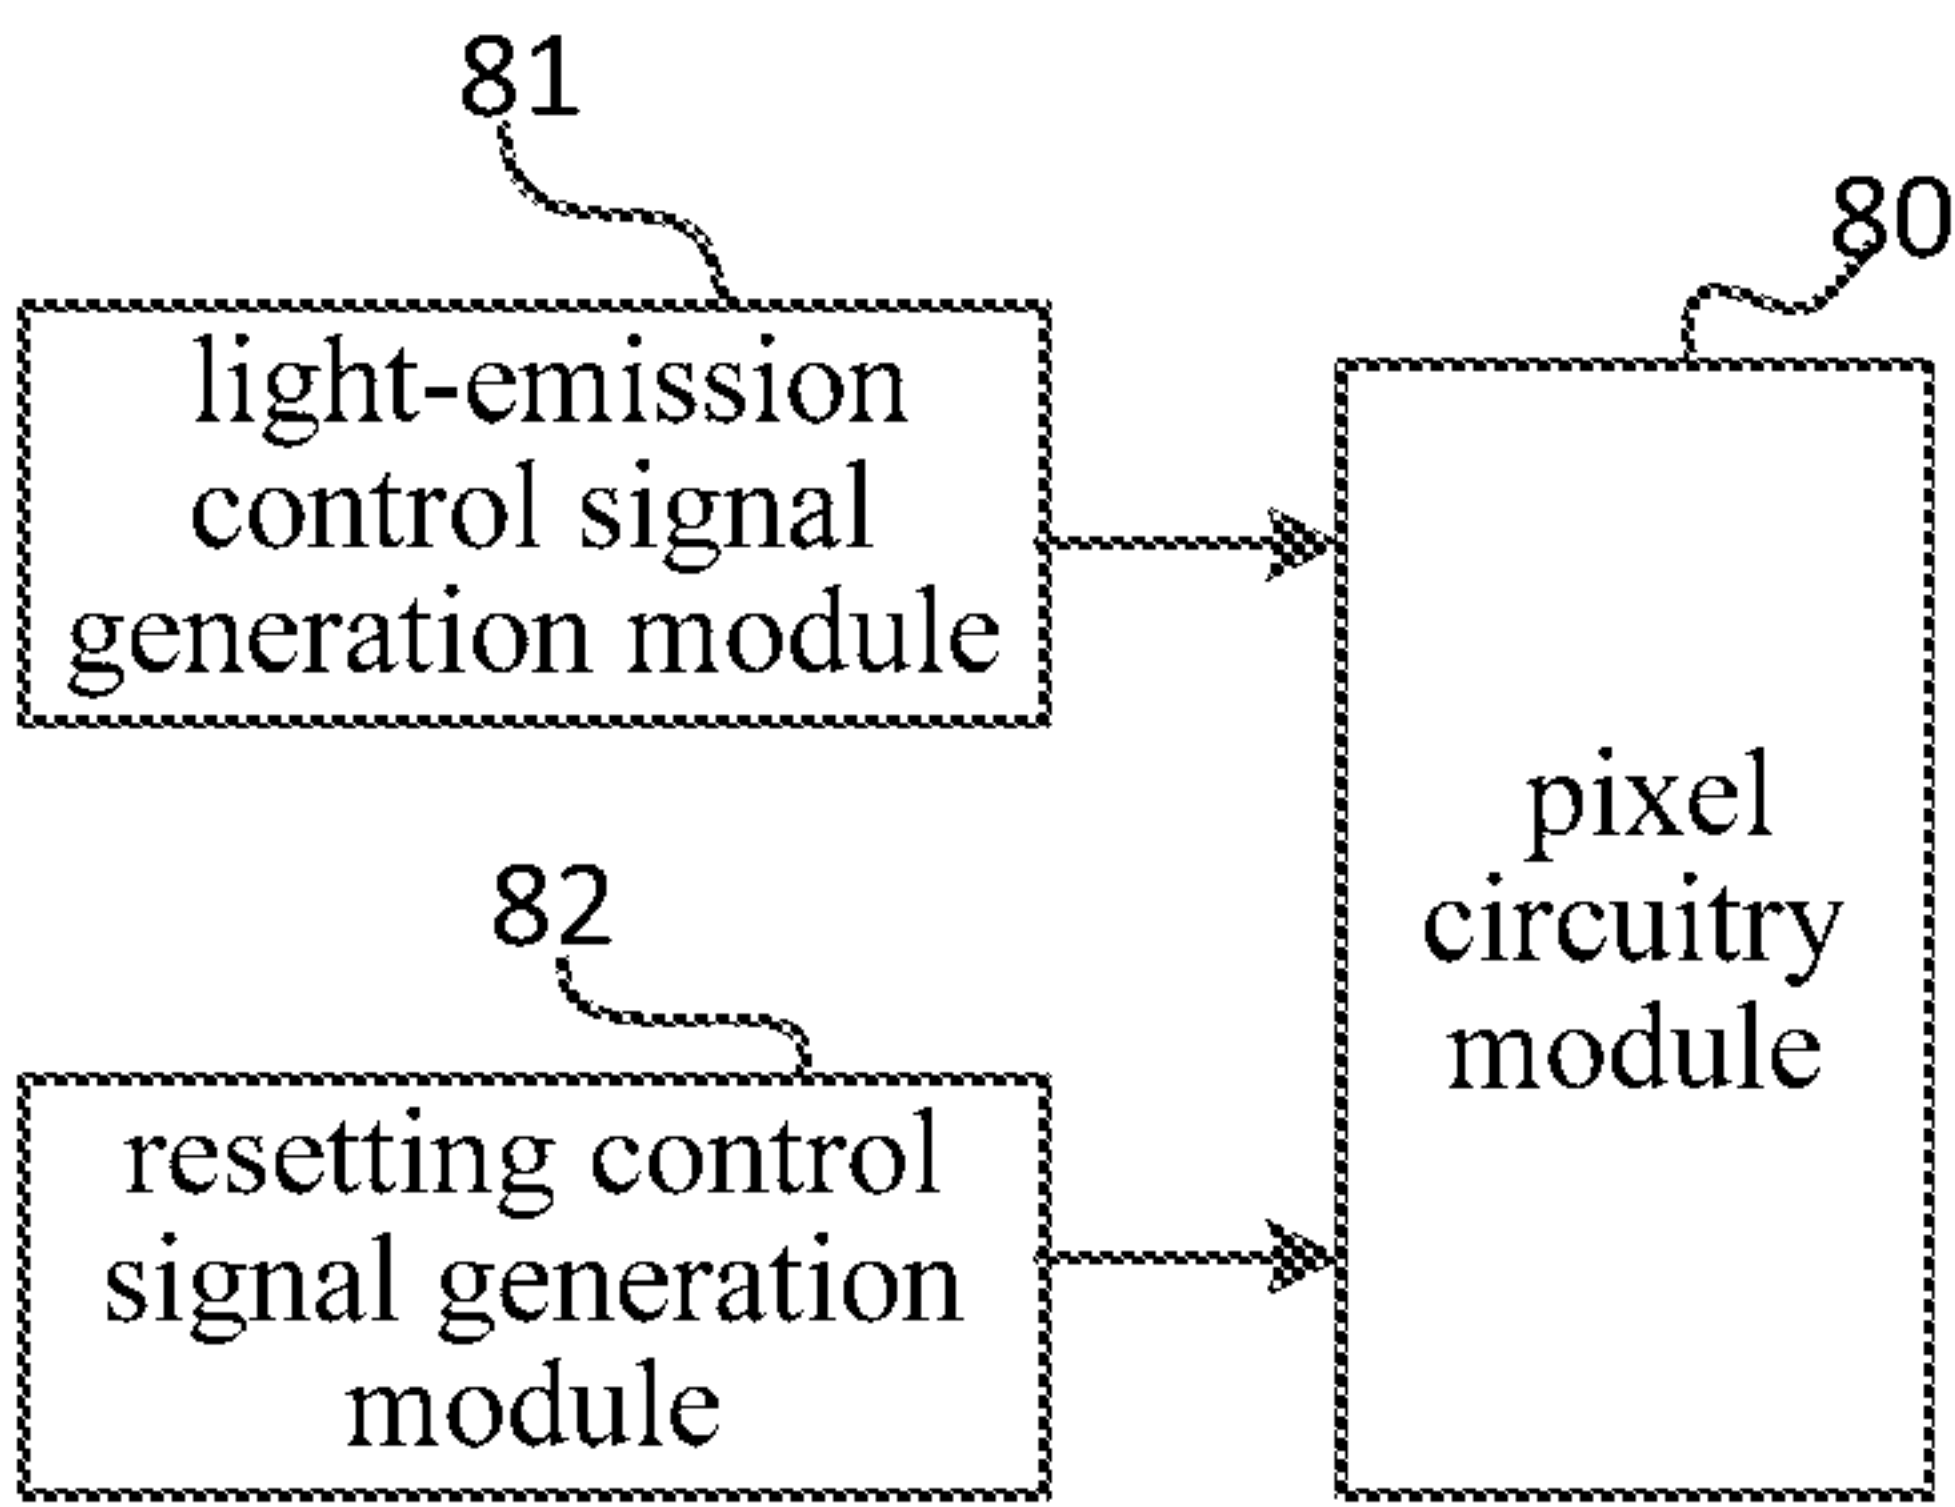 81
80
light-emission
control signal
generation module
pixel
circuitry
module
82
resetting control
signal generation
module